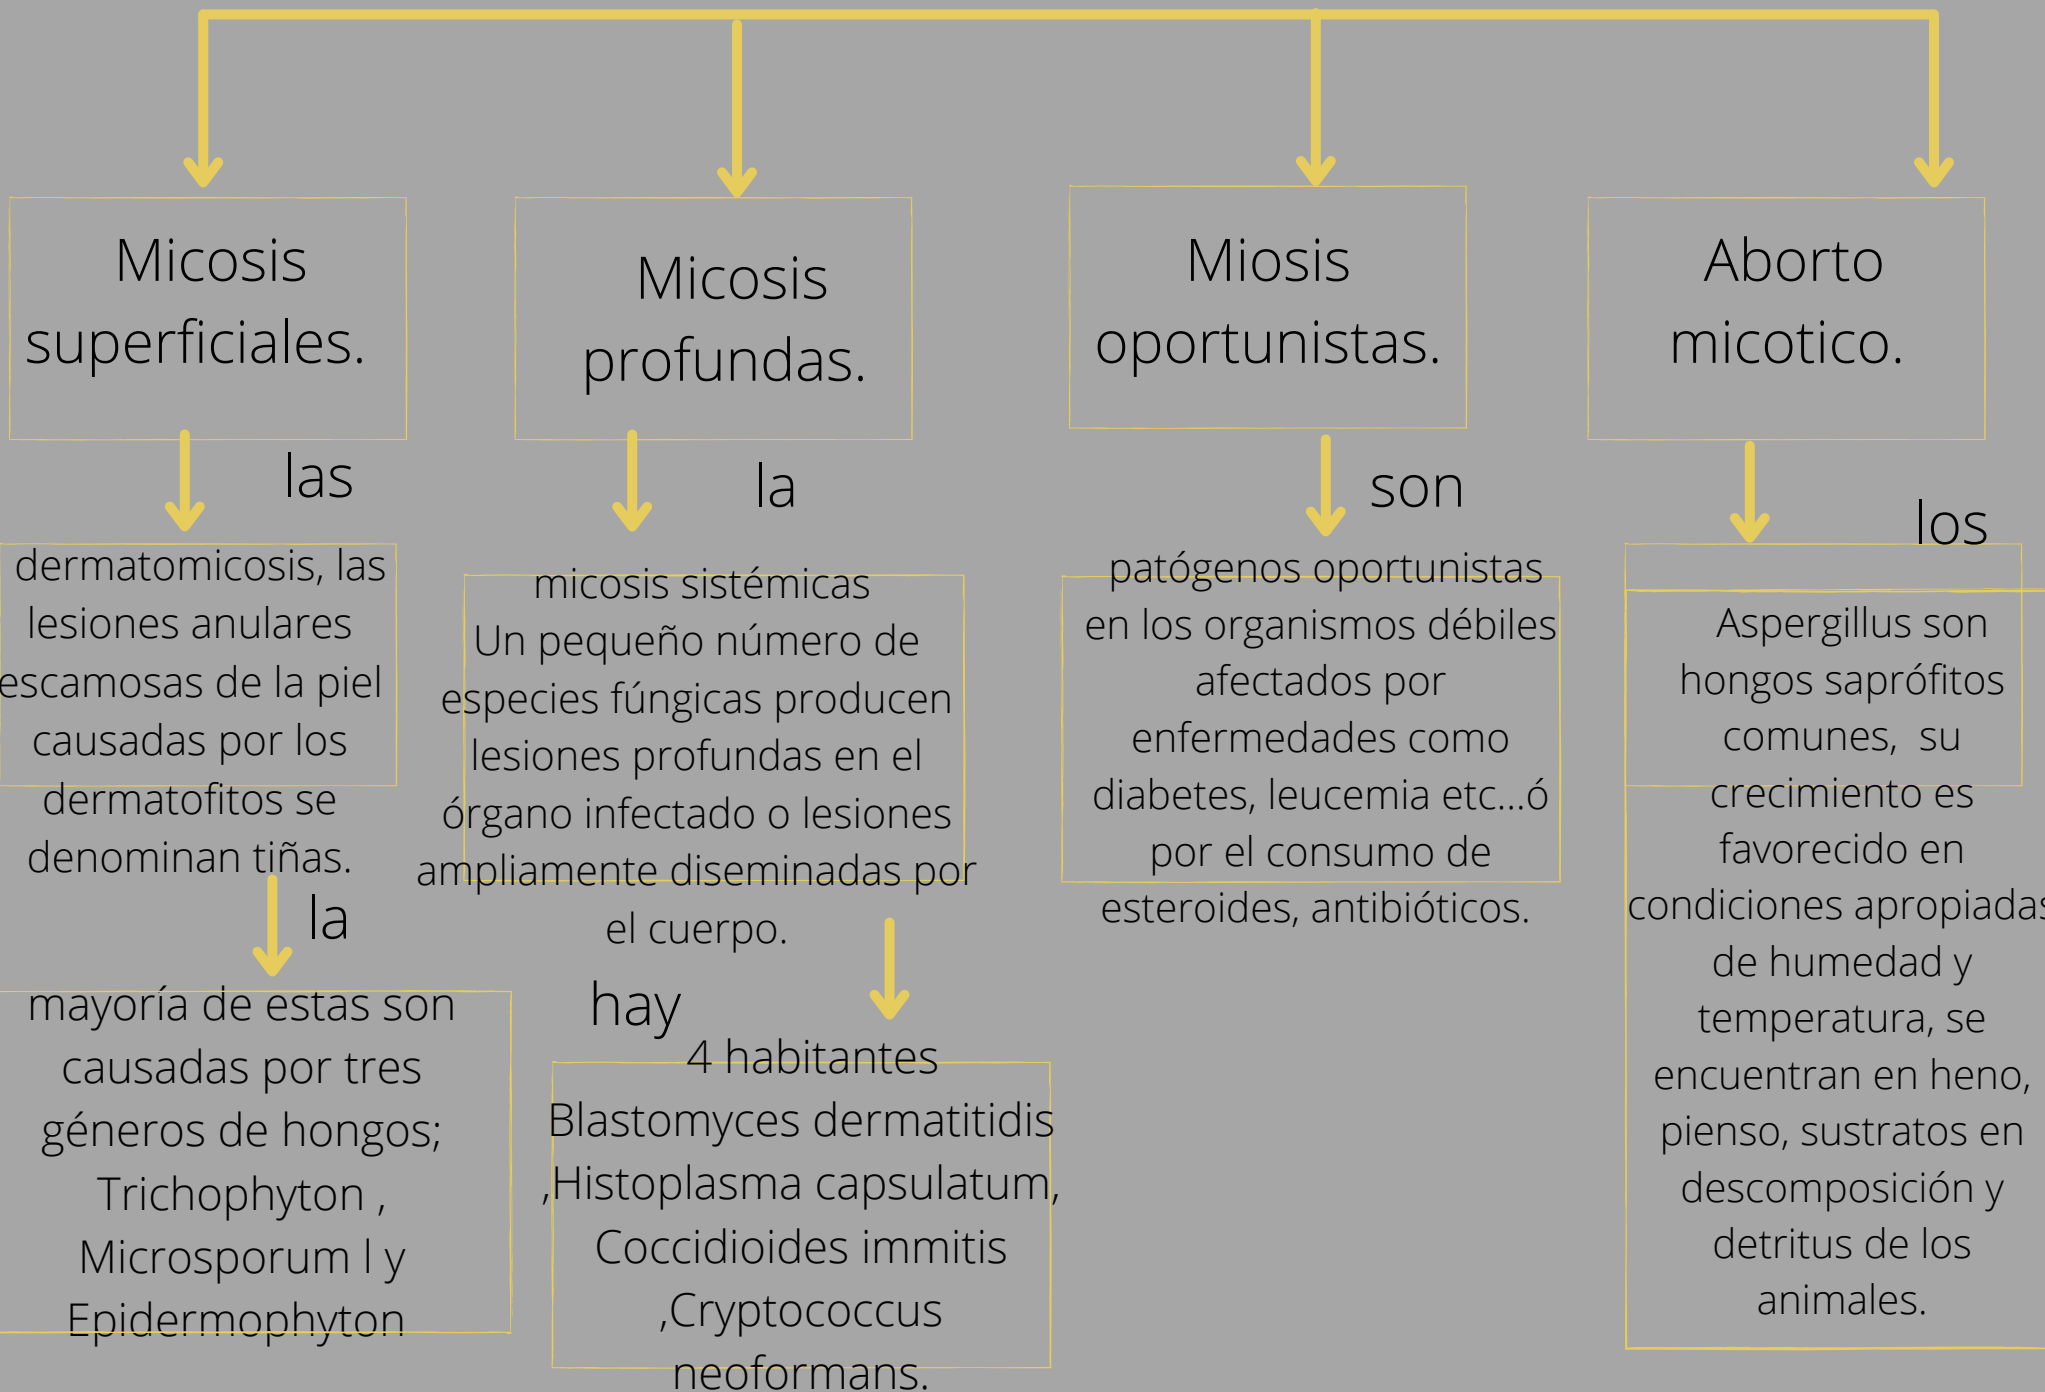 Micosis
superficiales.
las
dermatomicosis, las
lesiones anulares
escamosas de la piel
causadas por los
dermatofitos se
denominan tiñas.
la
mayoría de estas son
causadas por tres
géneros de hongos;
Trichophyton ,
Microsporum l y
Epidermophyton
Micosis
profundas.
la
micosis sistémicas
Un pequeño número de
especies fúngicas producen
lesiones profundas en el
órgano infectado o lesiones
ampliamente diseminadas por
el cuerpo.
hay
4 habitantes
Blastomyces dermatitidis
,Histoplasma capsulatum,
Coccidioides immitis
,Cryptococcus
neoformans.
Miosis
oportunistas.
son
patógenos oportunistas
en los organismos débiles
afectados por
enfermedades como
diabetes, leucemia etc...ó
por el consumo de
esteroides, antibióticos.
Aborto
micotico.
los
Aspergillus son
hongos saprófitos
comunes,  su
crecimiento es
favorecido en
condiciones apropiadas
de humedad y
temperatura, se
encuentran en heno,
pienso, sustratos en
descomposición y
detritus de los
animales.